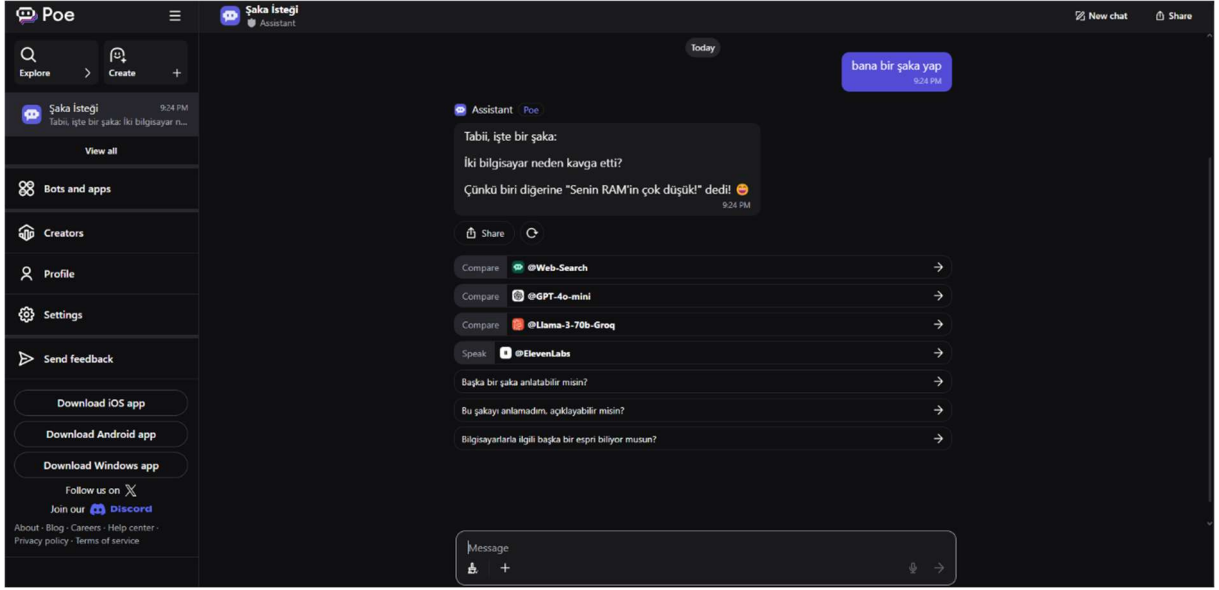 Poe
Explore
Create
Şaka İsteği
9:24 PM
Tabii, işte bir şaka: İki bilgisayar n...
View all
Bots and apps
Creators
Profile
Settings
Send feedback
Download iOS app
Download Android app
Download Windows app
Follow us on X
Join our Discord
About · Blog · Careers · Help center ·
Privacy policy · Terms of service
Şaka İsteği
Assistant
New chat
Share
Today
bana bir şaka yap
9:24 PM
Assistant Poe
Tabii, işte bir şaka:
İki bilgisayar neden kavga etti?
Çünkü biri diğerine "Senin RAM'in çok düşük!" dedi! 😄
9:24 PM
Share
Compare @Web-Search
Compare @GPT-4o-mini
Compare @Llama-3-70b-Groq
Speak @ElevenLabs
Başka bir şaka anlatabilir misin?
Bu şakayı anlamadım, açıklayabilir misin?
Bilgisayarlarla ilgili başka bir espri biliyor musun?
Message